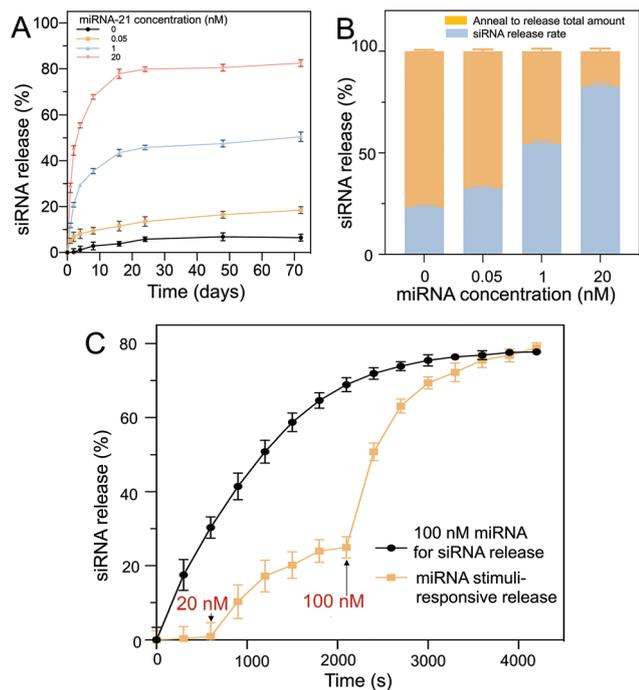 A
miRNA-21 concentration (nM)
0
0.05
1
20
siRNA release (%)
100
80
60
40
20
0
0 10 20 30 40 50 60 70
Time (days)
B
Anneal to release total amount
siRNA release rate
siRNA release (%)
100
50
0
0 0.05 1 20
miRNA concentration (nM)
C
siRNA release (%)
80
60
40
20
0
20 nM
100 nM
100 nM miRNA
for siRNA release
miRNA stimuli-
responsive release
0 1000 2000 3000 4000
Time (s)